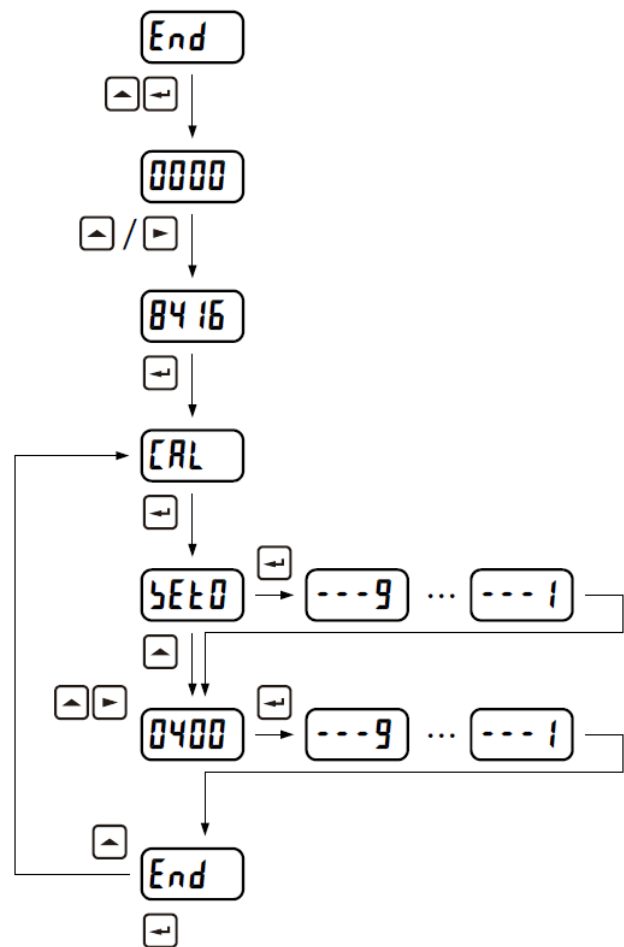 End
/
0000
8416
CAL
SEt0
---9 ... ---1
0400
---9 ... ---1
End